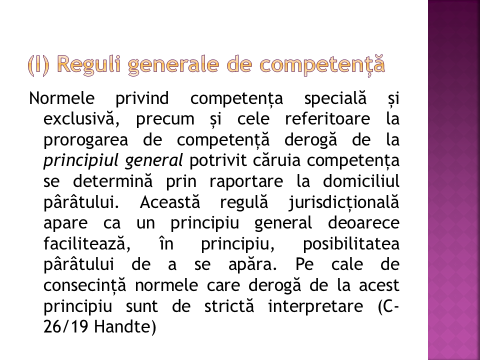 (I) Reguli generale de competență
Normele privind competența specială și
exclusivă, precum și cele referitoare la
prorogarea de competență derogă de la
principiul general potrivit căruia competența
se determină prin raportare la domiciliul
pârâtului. Această regulă jurisdicțională
apare ca un principiu general deoarece
facilitează, în principiu, posibilitatea
pârâtului de a se apăra. Pe cale de
consecință normele care derogă de la acest
principiu sunt de strictă interpretare (C-
26/19 Handte)